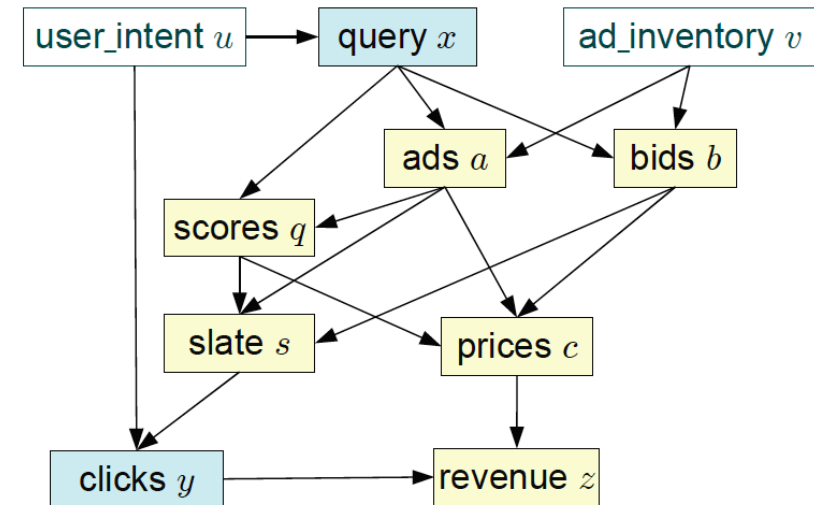 user_intent u
query x
ad_inventory v
ads a
bids b
scores q
slate s
prices c
clicks y
revenue z